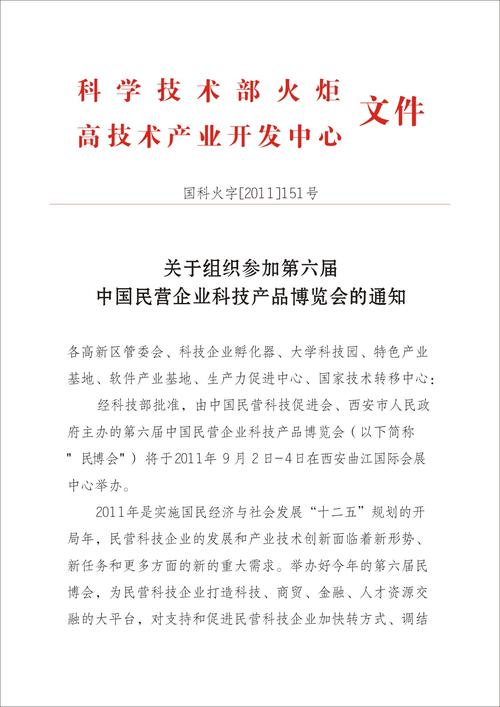 科学技术部火炬
高技术产业开发中心 文件
国科火字[2011]151号
关于组织参加第六届
中国民营企业科技产品博览会的通知
各高新区管委会、科技企业孵化器、大学科技园、特色产业
基地、软件产业基地、生产力促进中心、国家技术转移中心：
经科技部批准，由中国民营科技促进会、西安市人民政
府主办的第六届中国民营企业科技产品博览会（以下简称
"民博会"）将于2011年9月2日-4日在西安曲江国际会展
中心举办。
2011年是实施国民经济与社会发展“十二五”规划的开
局年，民营科技企业的发展和产业技术创新面临着新形势、
新任务和更多方面的新的重大需求。举办好今年的第六届民
博会，为民营科技企业打造科技、商贸、金融、人才资源交
融的大平台，对支持和促进民营科技企业加快转方式、调结